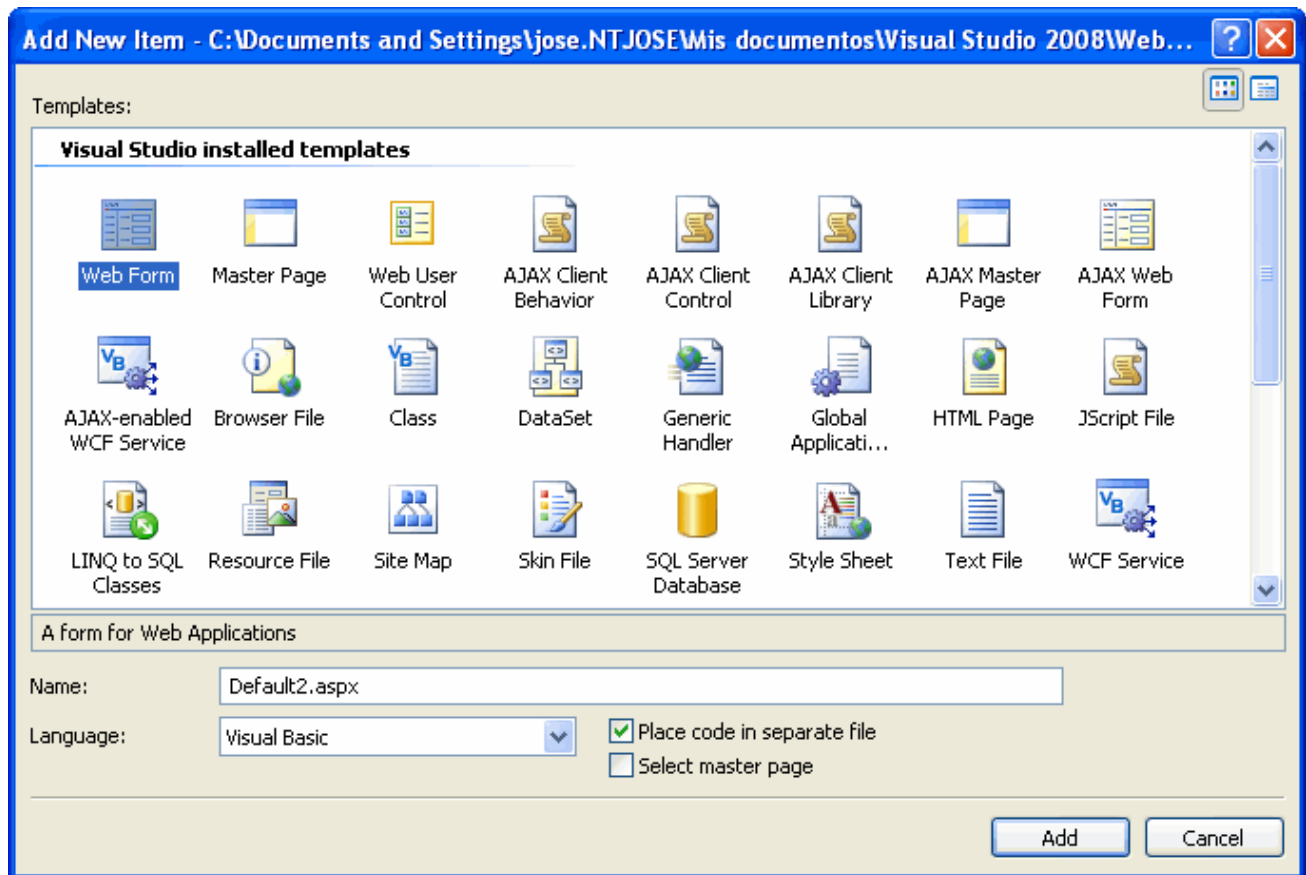 Add New Item - C:\Documents and Settings\jose.NTJOSE\Mis documentos\Visual Studio 2008\Web...
Templates:
Visual Studio installed templates
Web Form
Master Page
Web User
Control
AJAX Client
Behavior
AJAX Client
Control
AJAX Client
Library
AJAX Master
Page
AJAX Web
Form
AJAX-enabled
WCF Service
Browser File
Class
DataSet
Generic
Handler
Global
Applicati...
HTML Page
JScript File
LINQ to SQL
Classes
Resource File
Site Map
Skin File
SQL Server
Database
Style Sheet
Text File
WCF Service
A form for Web Applications
Name:
Default2.aspx
Language:
Visual Basic
Place code in separate file
Select master page
Add
Cancel